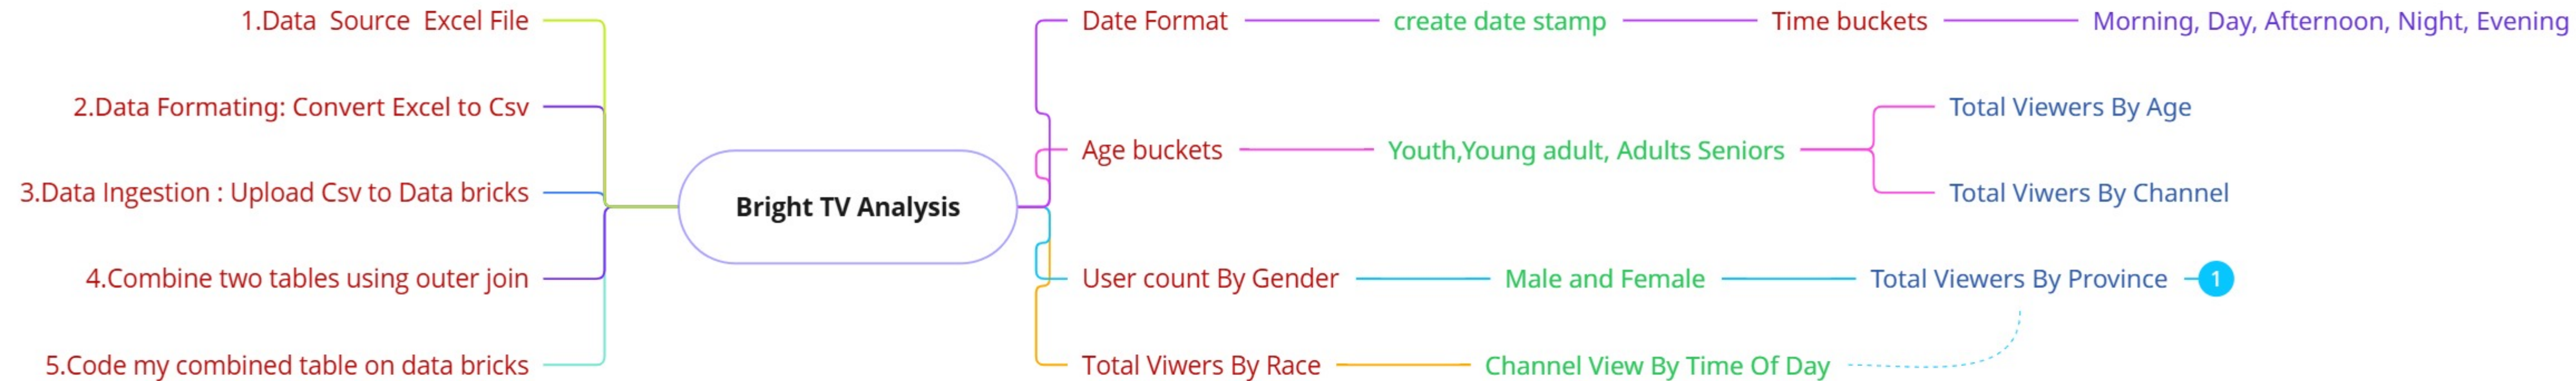 1.Data  Source  Excel File
2.Data Formating: Convert Excel to Csv
3.Data Ingestion : Upload Csv to Data bricks
4.Combine two tables using outer join
5.Code my combined table on data bricks
Bright TV Analysis
Date Format
create date stamp
Time buckets
Morning, Day, Afternoon, Night, Evening
Age buckets
Youth,Young adult, Adults Seniors
Total Viewers By Age
Total Viwers By Channel
User count By Gender
Male and Female
Total Viewers By Province
1
Total Viwers By Race
Channel View By Time Of Day